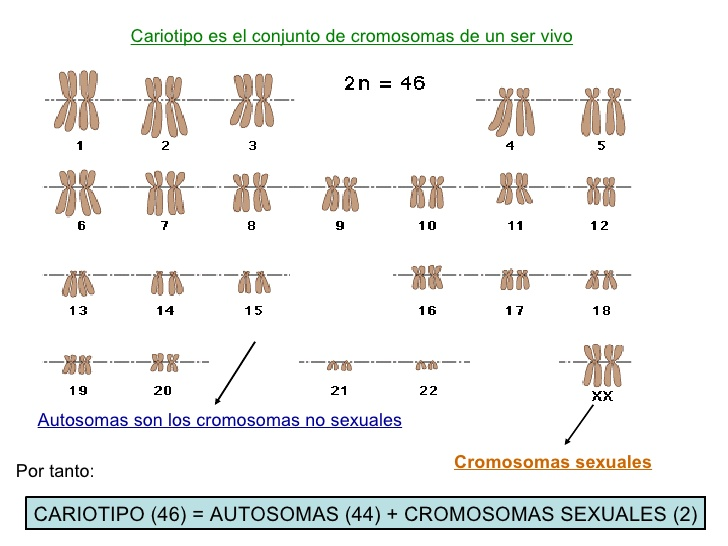 Cariotipo es el conjunto de cromosomas de un ser vivo
2n = 46
1 2 3 4 5
6 7 8 9 10 11 12
13 14 15 16 17 18
19 20 21 22 XX
Autosomas son los cromosomas no sexuales
Cromosomas sexuales
Por tanto:
CARIOTIPO (46) = AUTOSOMAS (44) + CROMOSOMAS SEXUALES (2)